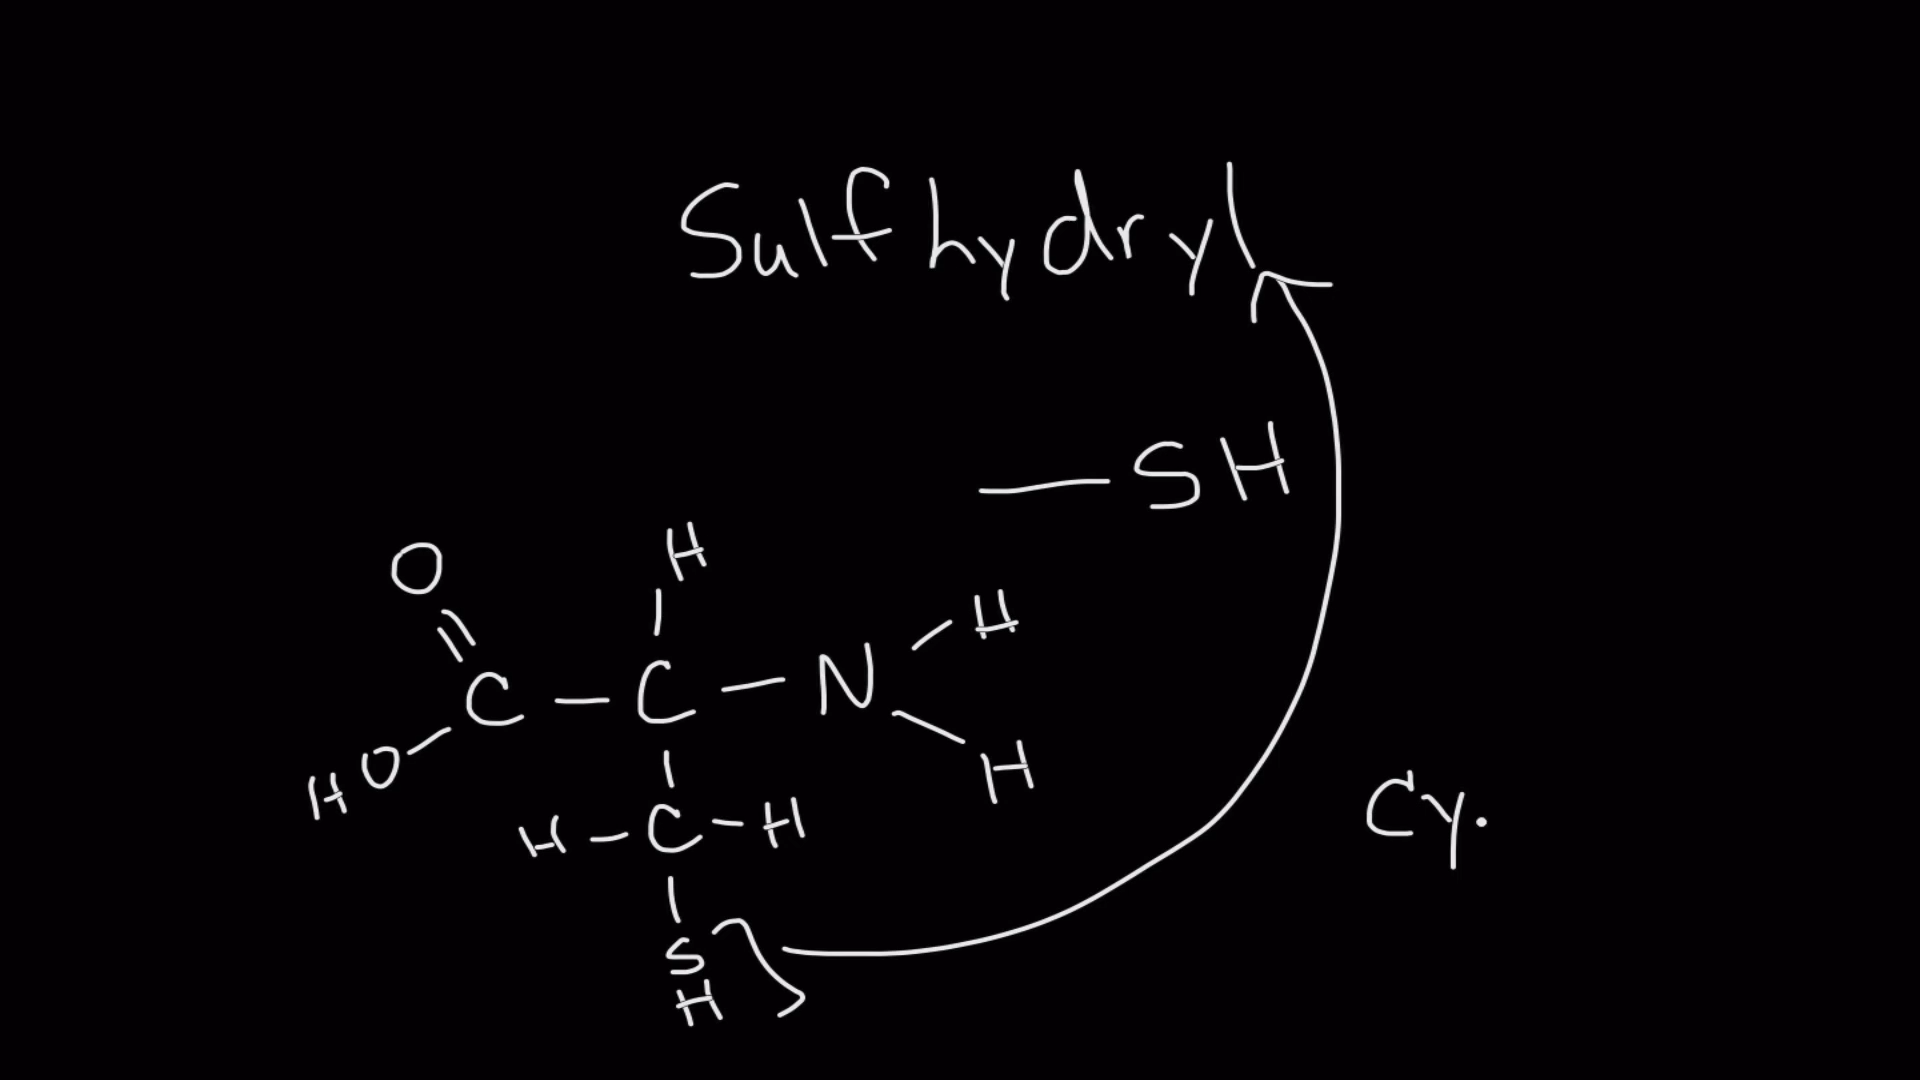 Sulfhydryl
—SH
H
O
H
C — C — N
HO
H
H — C — H
S
H
Cy.